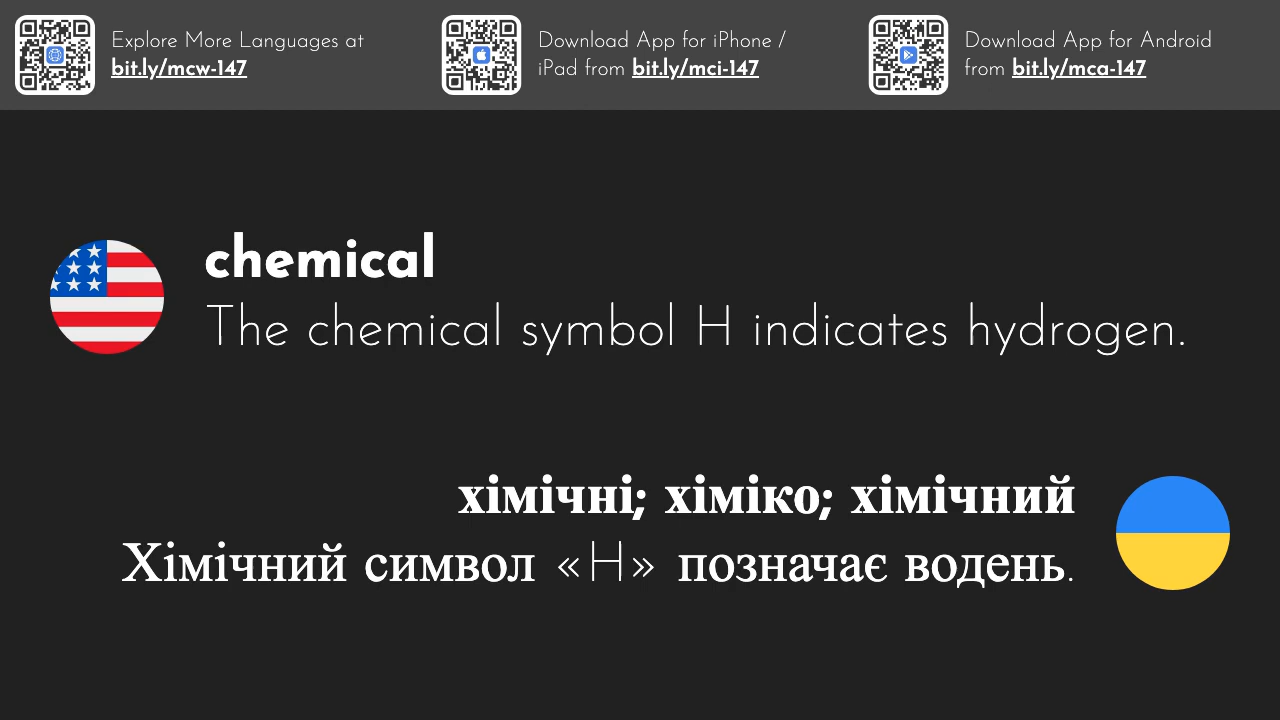 Explore More Languages at
bit.ly/mcw-147
Download App for iPhone /
iPad from bit.ly/mci-147
Download App for Android
from bit.ly/mca-147
chemical
The chemical symbol H indicates hydrogen.
хімічні; хіміко; хімічний
Хімічний символ «H» позначає водень.